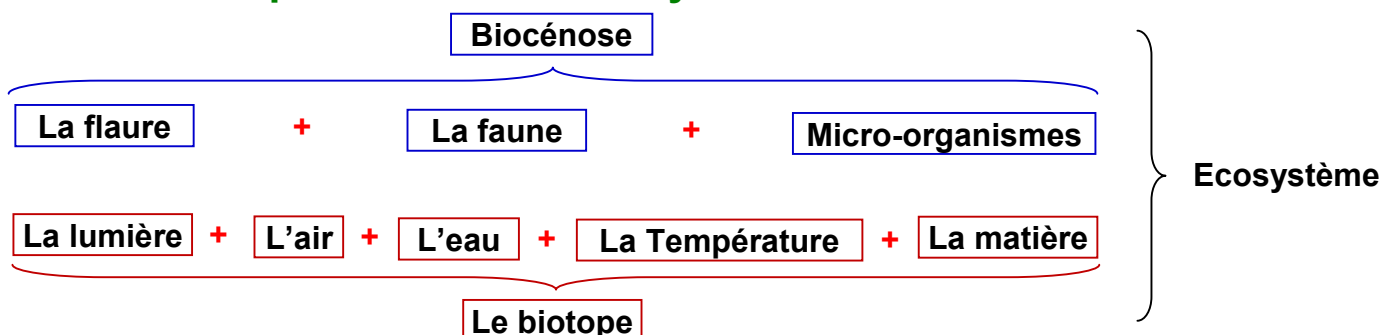 Biocénose
La flaure + La faune + Micro-organismes
Ecosystème
La lumière + L'air + L'eau + La Température + La matière
Le biotope